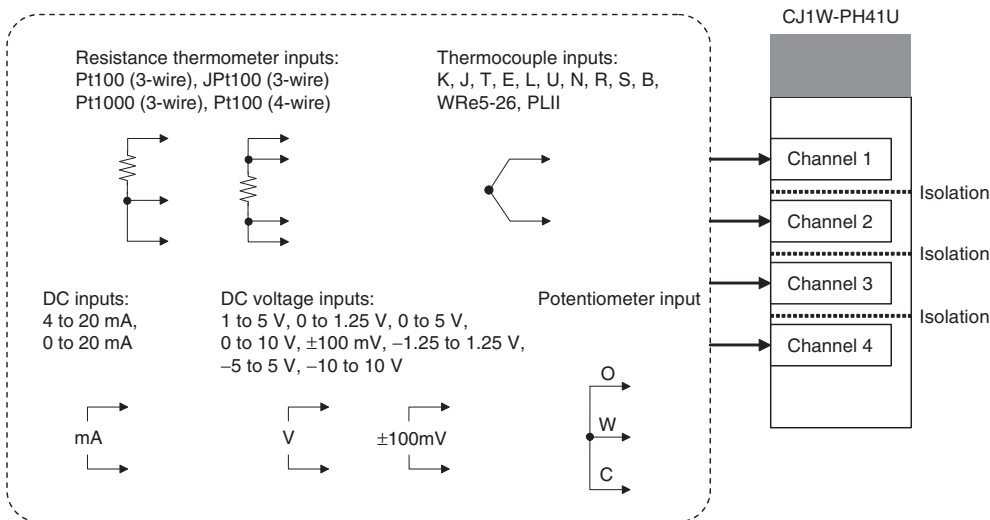 CJ1W-PH41U
Resistance thermometer inputs:
Pt100 (3-wire), JPt100 (3-wire)
Pt1000 (3-wire), Pt100 (4-wire)
Thermocouple inputs:
K, J, T, E, L, U, N, R, S, B,
WRe5-26, PLII
Channel 1
Isolation
Channel 2
Isolation
Channel 3
Isolation
Channel 4
DC inputs:
4 to 20 mA,
0 to 20 mA
DC voltage inputs:
1 to 5 V, 0 to 1.25 V, 0 to 5 V,
0 to 10 V, ±100 mV, −1.25 to 1.25 V,
−5 to 5 V, −10 to 10 V
Potentiometer input
mA
V
±100mV
O
W
C